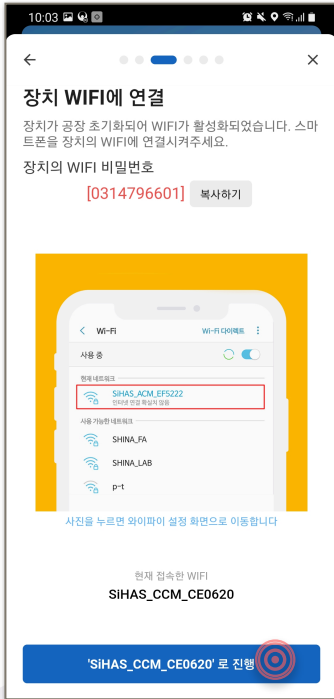 10:03
장치 WIFI에 연결
장치가 공장 초기화되어 WIFI가 활성화되었습니다. 스마
트폰을 장치의 WIFI에 연결시켜주세요.
장치의 WIFI 비밀번호
[0314796601] 복사하기
Wi-Fi Wi-Fi 다이렉트
사용 중
현재 네트워크
SiHAS_ACM_EF5222
인터넷 연결 확실치 않음
사용 가능한 네트워크
SHINA_FA
SHINA_LAB
p-t
사진을 누르면 와이파이 설정 화면으로 이동합니다
현재 접속한 WIFI
SiHAS_CCM_CE0620
'SiHAS_CCM_CE0620' 로 진행